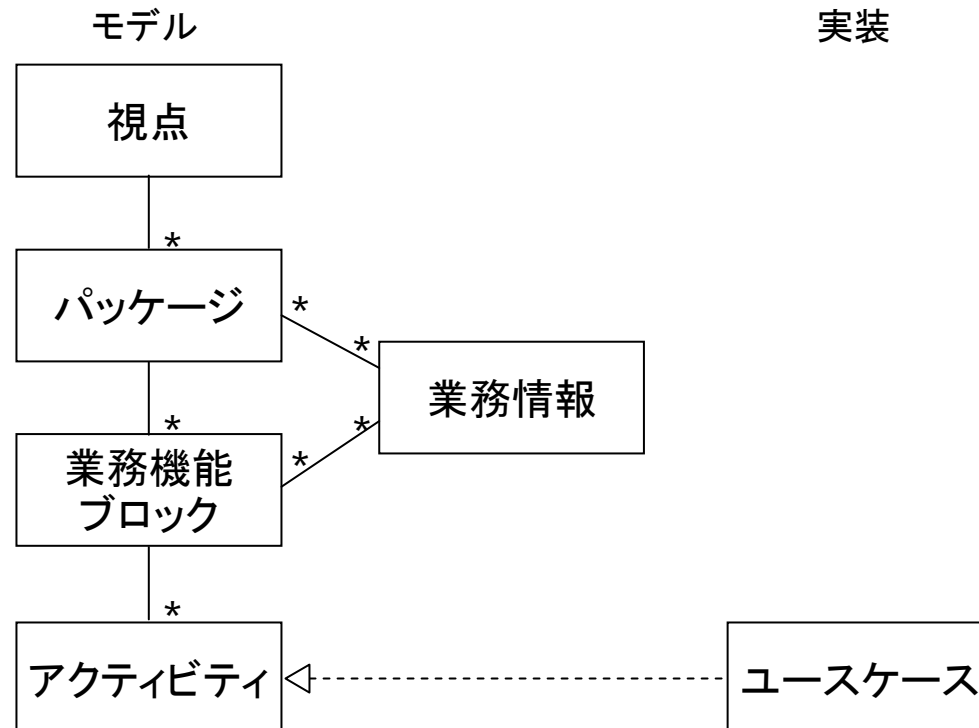 モデル
実装
視点
*
パッケージ
*
*
業務情報
*
*
*
業務機能
ブロック
*
アクティビティ
ユースケース